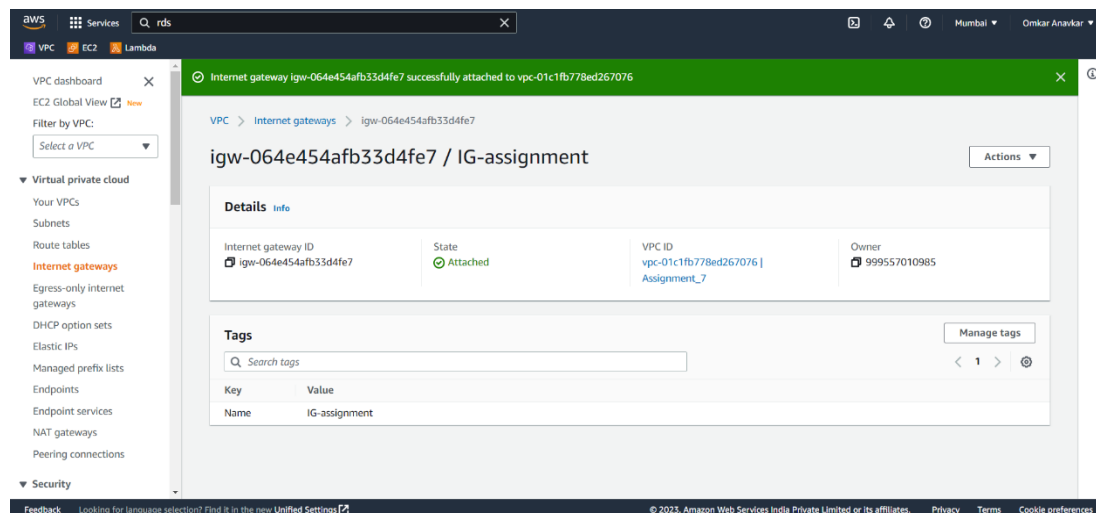 aws
Services
rds
Mumbai
Omkar Anavkar
VPC
EC2
Lambda
VPC dashboard
EC2 Global View
New
Filter by VPC:
Select a VPC
Virtual private cloud
Your VPCs
Subnets
Route tables
Internet gateways
Egress-only internet
gateways
DHCP option sets
Elastic IPs
Managed prefix lists
Endpoints
Endpoint services
NAT gateways
Peering connections
Security
Internet gateway igw-064e454afb33d4fe7 successfully attached to vpc-01c1fb778ed267076
VPC > Internet gateways > igw-064e454afb33d4fe7
igw-064e454afb33d4fe7 / IG-assignment
Actions
Details Info
Internet gateway ID
igw-064e454afb33d4fe7
State
Attached
VPC ID
vpc-01c1fb778ed267076 |
Assignment_7
Owner
999557010985
Tags
Manage tags
Search tags
1
Key Value
Name IG-assignment
Feedback Looking for language selection? Find it in the new Unified Settings
© 2023, Amazon Web Services India Private Limited or its affiliates. Privacy Terms Cookie preferences